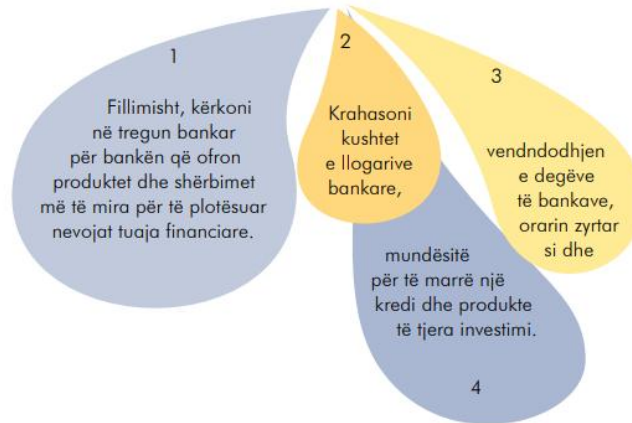 1
Fillimisht, kërkoni
në tregun bankar
për bankën që ofron
produktet dhe shërbimet
më të mira për të plotësuar
nevojat tuaja financiare.
2
Krahasoni
kushtet
e llogarive
bankare,
3
vendndodhjen
e degëve
të bankave,
orarin zyrtar
si dhe
mundësitë
për të marrë një
kredi dhe produkte
të tjera investimi.
4